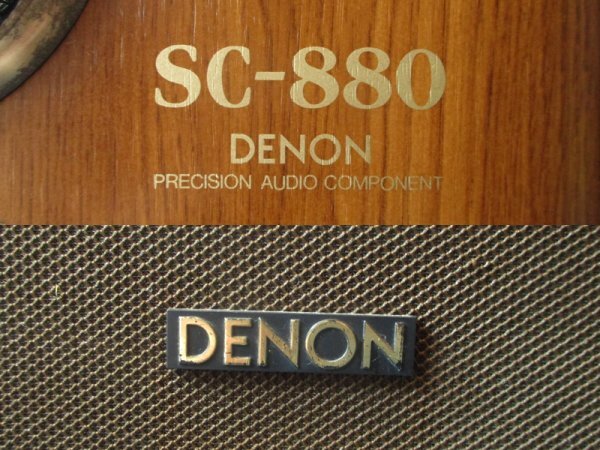 SC-880
DENON
PRECISION AUDIO COMPONENT
DENON